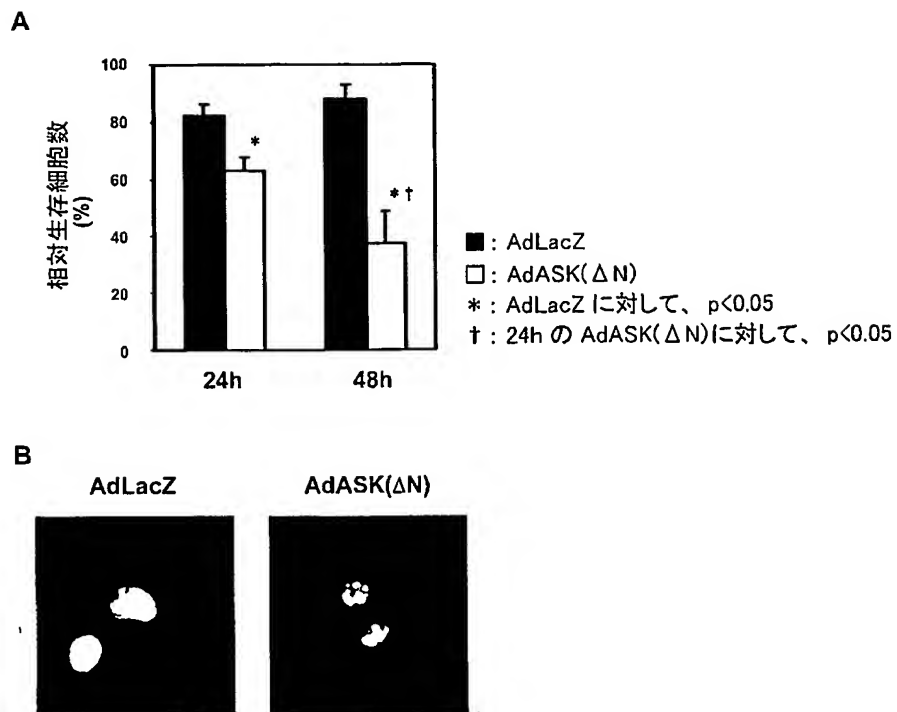 A
100
80
60
40
20
0
相対生存細胞数
(%)
*
* †
24h
48h
■ : AdLacZ
□ : AdASK(ΔN)
* : AdLacZ に対して、 p<0.05
† : 24h の AdASK(ΔN)に対して、 p<0.05
B
AdLacZ
AdASK(ΔN)